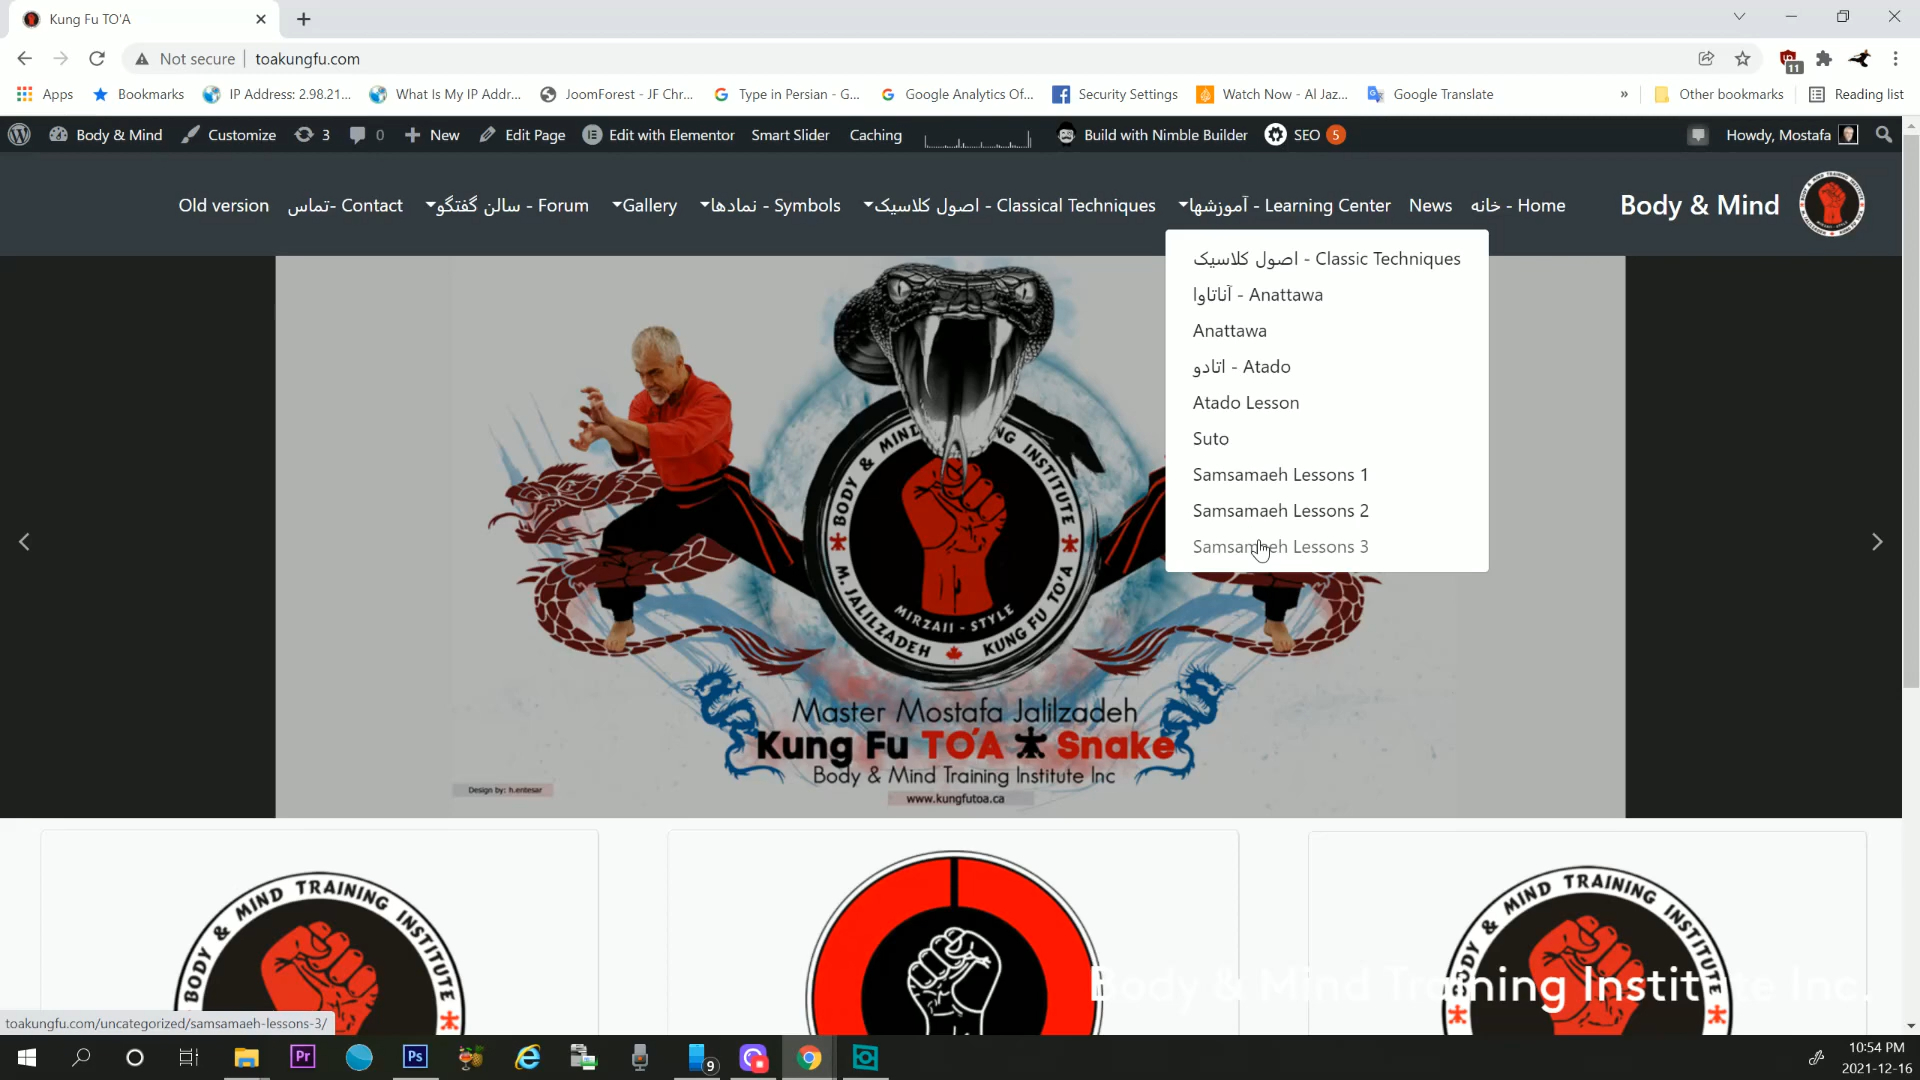 Kung Fu TO'A
Not secure
toakungfu.com
11
Apps
Bookmarks
IP Address: 2.98.21...
What Is My IP Addr...
JoomForest - JF Chr...
Type in Persian - G...
Google Analytics Of...
Security Settings
Watch Now - Al Jaz...
Google Translate
»
Other bookmarks
Reading list
Body & Mind
Customize
3
0
New
Edit Page
Edit with Elementor
Smart Slider
Caching
Build with Nimble Builder
SEO 5
Howdy, Mostafa
Old version
تماس- Contact
سالن گفتگو - Forum
Gallery
نمادها - Symbols
اصول کلاسیک - Classical Techniques
آموزشها - Learning Center
News
خانه - Home
Body & Mind
اصول کلاسیک - Classic Techniques
آناتاوا - Anattawa
Anattawa
اتادو - Atado
Atado Lesson
Suto
Samsamaeh Lessons 1
Samsamaeh Lessons 2
Samsamaeh Lessons 3
BODY & MIND TRAINING INSTITUTE
MIRZAII - STYLE
M. JALILZADEH KUNG FU TO'A
Master Mostafa Jalilzadeh
Kung Fu TO'A Snake
Body & Mind Training Institute Inc
www.kungfutoa.ca
Design by: h.entesar
BODY & MIND TRAINING INSTITUTE
BODY & MIND TRAINING INSTITUTE
Body & Mind Training Institute Inc.
toakungfu.com/uncategorized/samsamaeh-lessons-3/
Pr
Ps
9
10:54 PM
2021-12-16